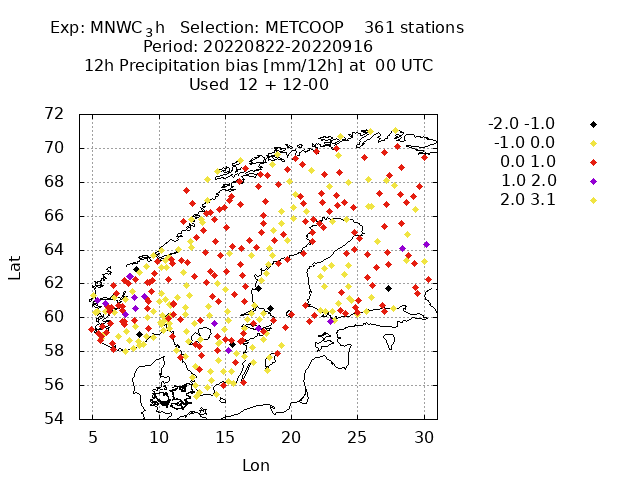 Exp: MNWC₃h Selection: METCOOP 361 stations
Period: 20220822-20220916
12h Precipitation bias [mm/12h] at 00 UTC
Used 12 + 12-00
72
70
68
66
64
62
60
58
56
54
5 10 15 20 25 30
Lat
Lon
-2.0 -1.0
-1.0 0.0
0.0 1.0
1.0 2.0
2.0 3.1